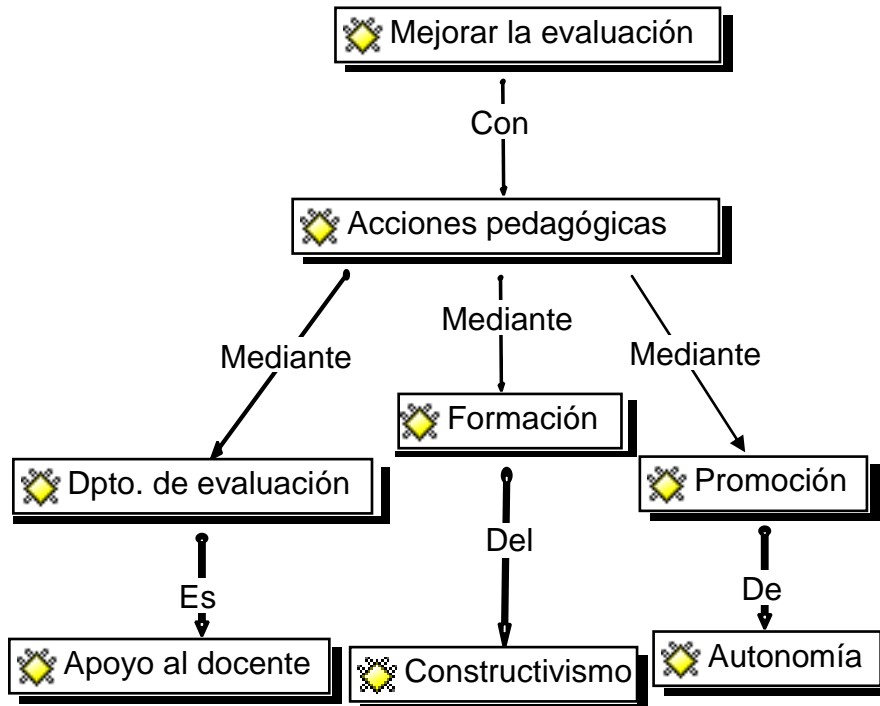 Mejorar la evaluación
Con
Acciones pedagógicas
Mediante
Mediante
Mediante
Formación
Dpto. de evaluación
Promoción
Del
Es
De
Apoyo al docente
Constructivismo
Autonomía